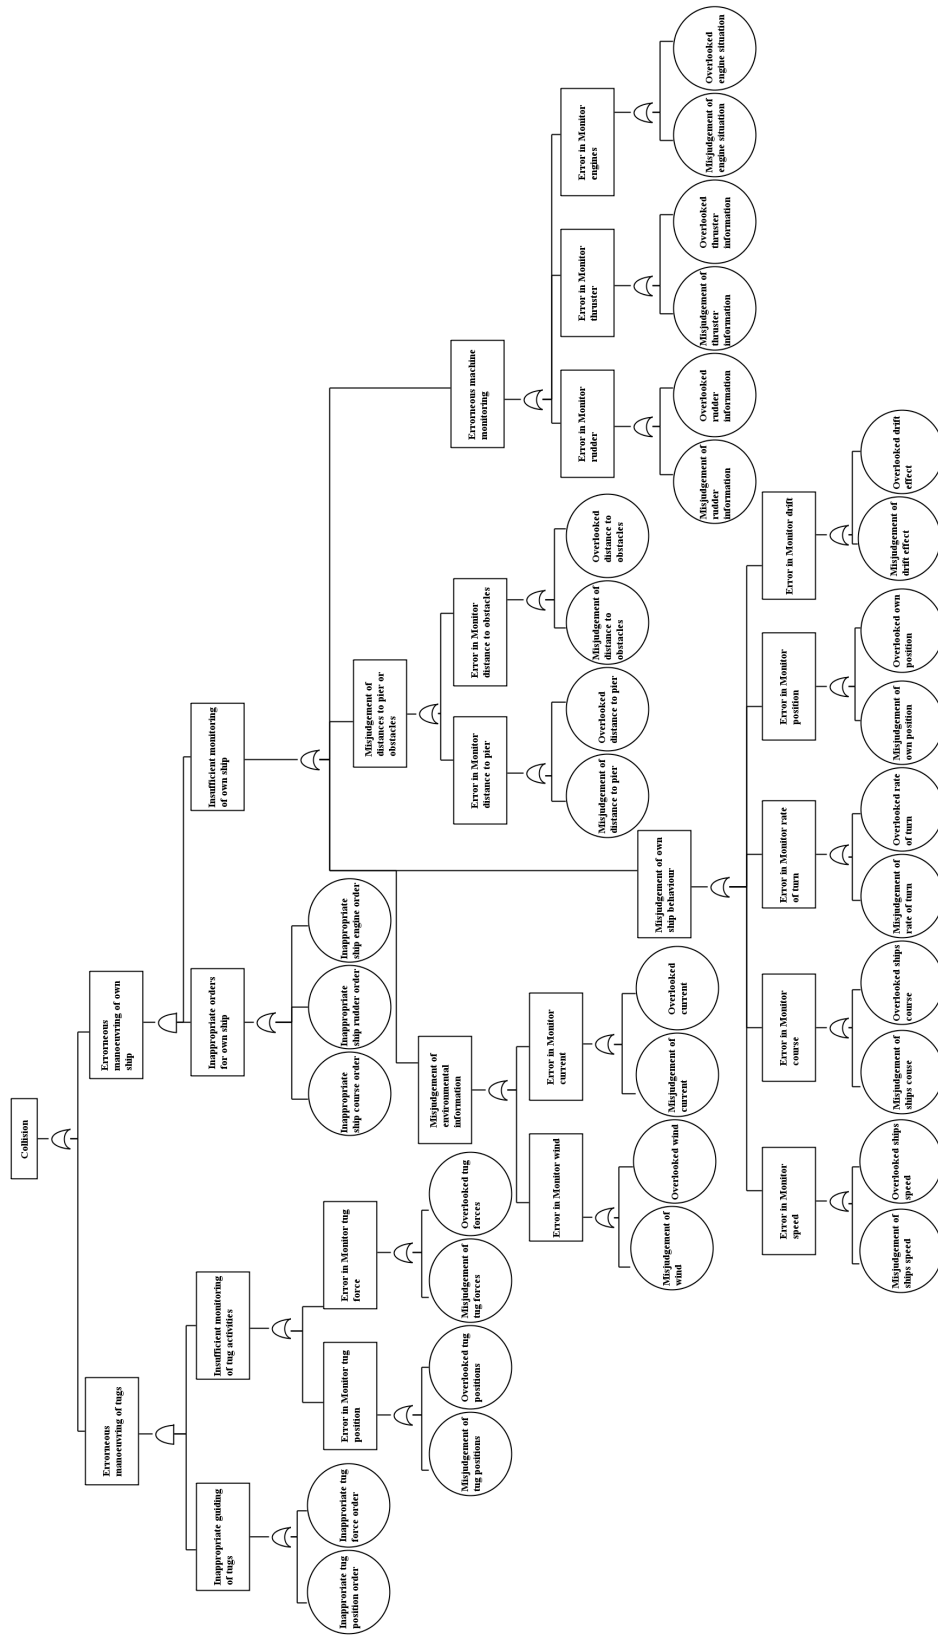 Collision
Errorneous
manoeuvring of tugs
Errorneous
manoeuvring of own
ship
Inappropriate guiding
of tugs
Insufficient monitoring
of tug activities
Inappropriate orders
for own ship
Insufficient monitoring
of own ship
Inapproriate tug
position order
Inapproriate tug
force order
Error in Monitor tug
position
Error in Monitor tug
force
Inappropriate
ship course order
Inappropriate
ship rudder order
Inappropriate
ship engine order
Misjudgement of
distances to pier or
obstacles
Misjudgement of
tug positions
Overlooked tug
positions
Misjudgement of
tug forces
Overlooked tug
forces
Misjudgement of
environmental
information
Error in Monitor
distance to pier
Error in Monitor
distance to obstacles
Errorneous machine
monitoring
Error in Monitor wind
Error in Monitor
current
Misjudgement of
distance to pier
Overlooked
distance to pier
Misjudgement of
distance to
obstacles
Overlooked
distance to
obstacles
Error in Monitor
rudder
Error in Monitor
thruster
Error in Monitor
engines
Misjudgement of
wind
Overlooked wind
Misjudgement of
current
Overlooked
current
Misjudgement of own
ship behaviour
Misjudgement of
rudder
information
Overlooked
rudder
information
Misjudgement of
thruster
information
Overlooked
thruster
information
Misjudgement of
engine situation
Overlooked
engine situation
Error in Monitor
speed
Error in Monitor
course
Error in Monitor rate
of turn
Error in Monitor
position
Error in Monitor drift
Misjudgement of
ships speed
Overlooked ships
speed
Misjudgement of
ships couse
Overlooked ships
course
Misjudgement of
rate of turn
Overlooked rate
of turn
Misjudgement of
own position
Overlooked own
position
Misjudgement of
drift effect
Overlooked drift
effect